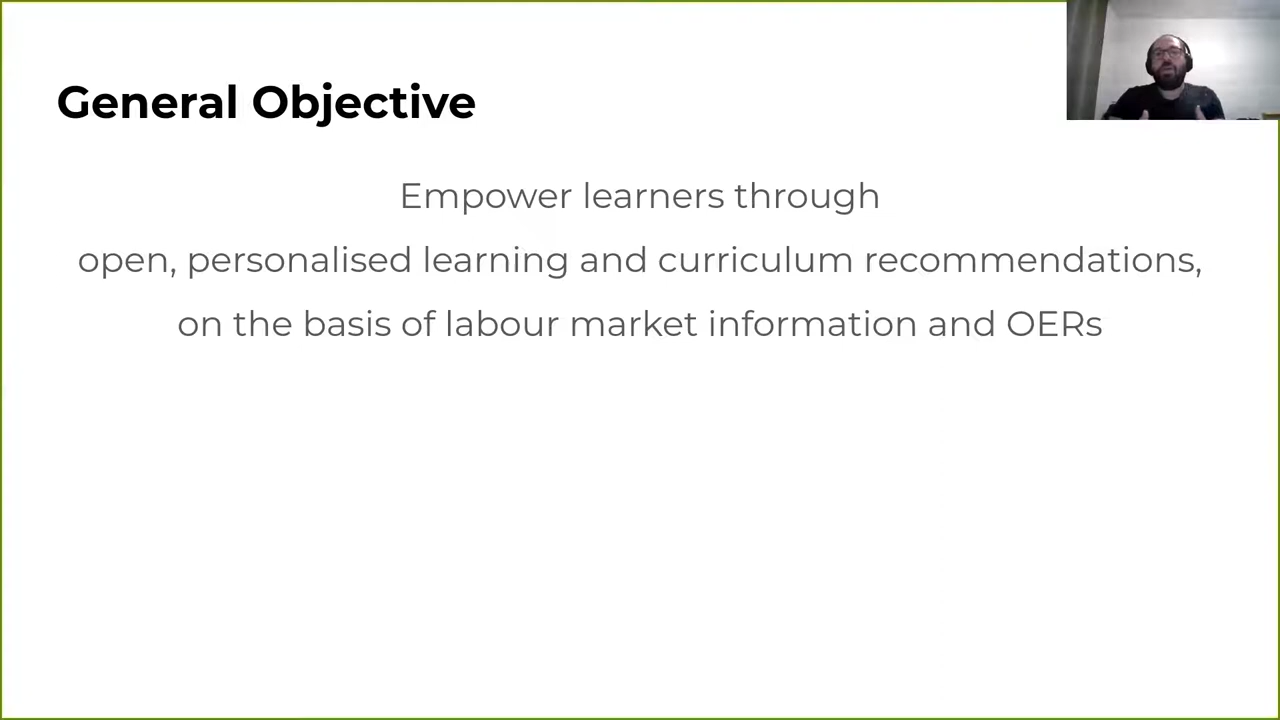 General Objective
Empower learners through
open, personalised learning and curriculum recommendations,
on the basis of labour market information and OERs